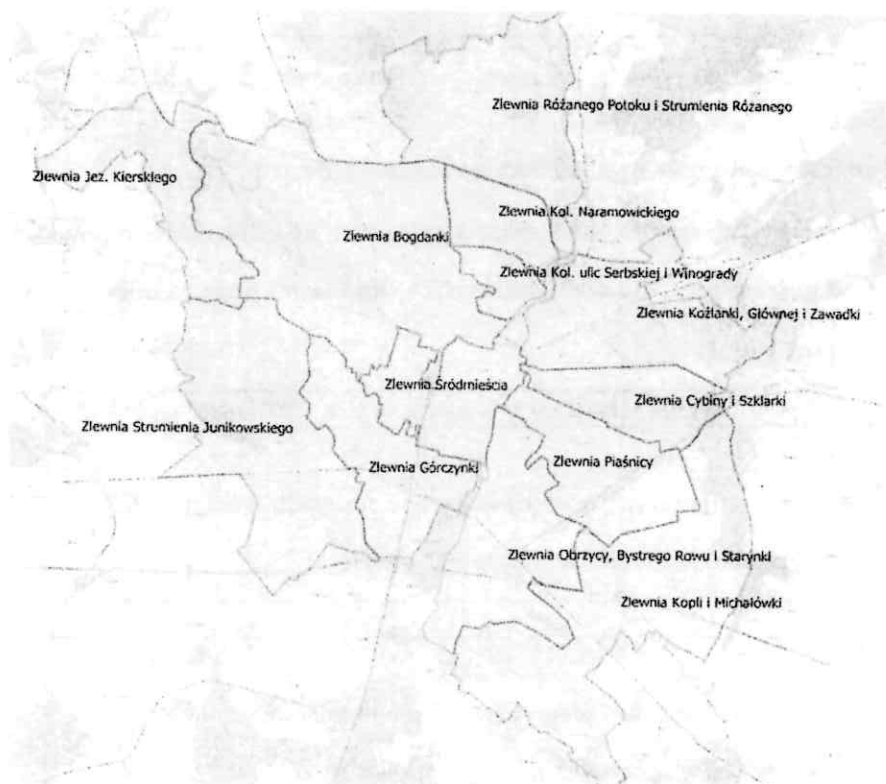 Zlewnia Różanego Potoku i Strumienia Różanego
Zlewnia Jez. Kierskiego
Zlewnia Kol. Naramowickiego
Zlewnia Bogdanki
Zlewnia Kol. ulic Serbskiej i Winogrady
Zlewnia Koźlanki, Głównej i Zawadki
Zlewnia Śródmieścia
Zlewnia Cybiny i Szklarki
Zlewnia Strumienia Junikowskiego
Zlewnia Górczynki
Zlewnia Piaśnicy
Zlewnia Obrzycy, Bystrego Rowu i Starynki
Zlewnia Kopli i Michałówki